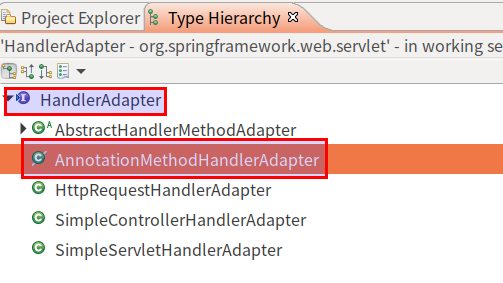 Project Explorer Type Hierarchy
'HandlerAdapter - org.springframework.web.servlet' - in working se
HandlerAdapter
AbstractHandlerMethodAdapter
AnnotationMethodHandlerAdapter
HttpRequestHandlerAdapter
SimpleControllerHandlerAdapter
SimpleServletHandlerAdapter